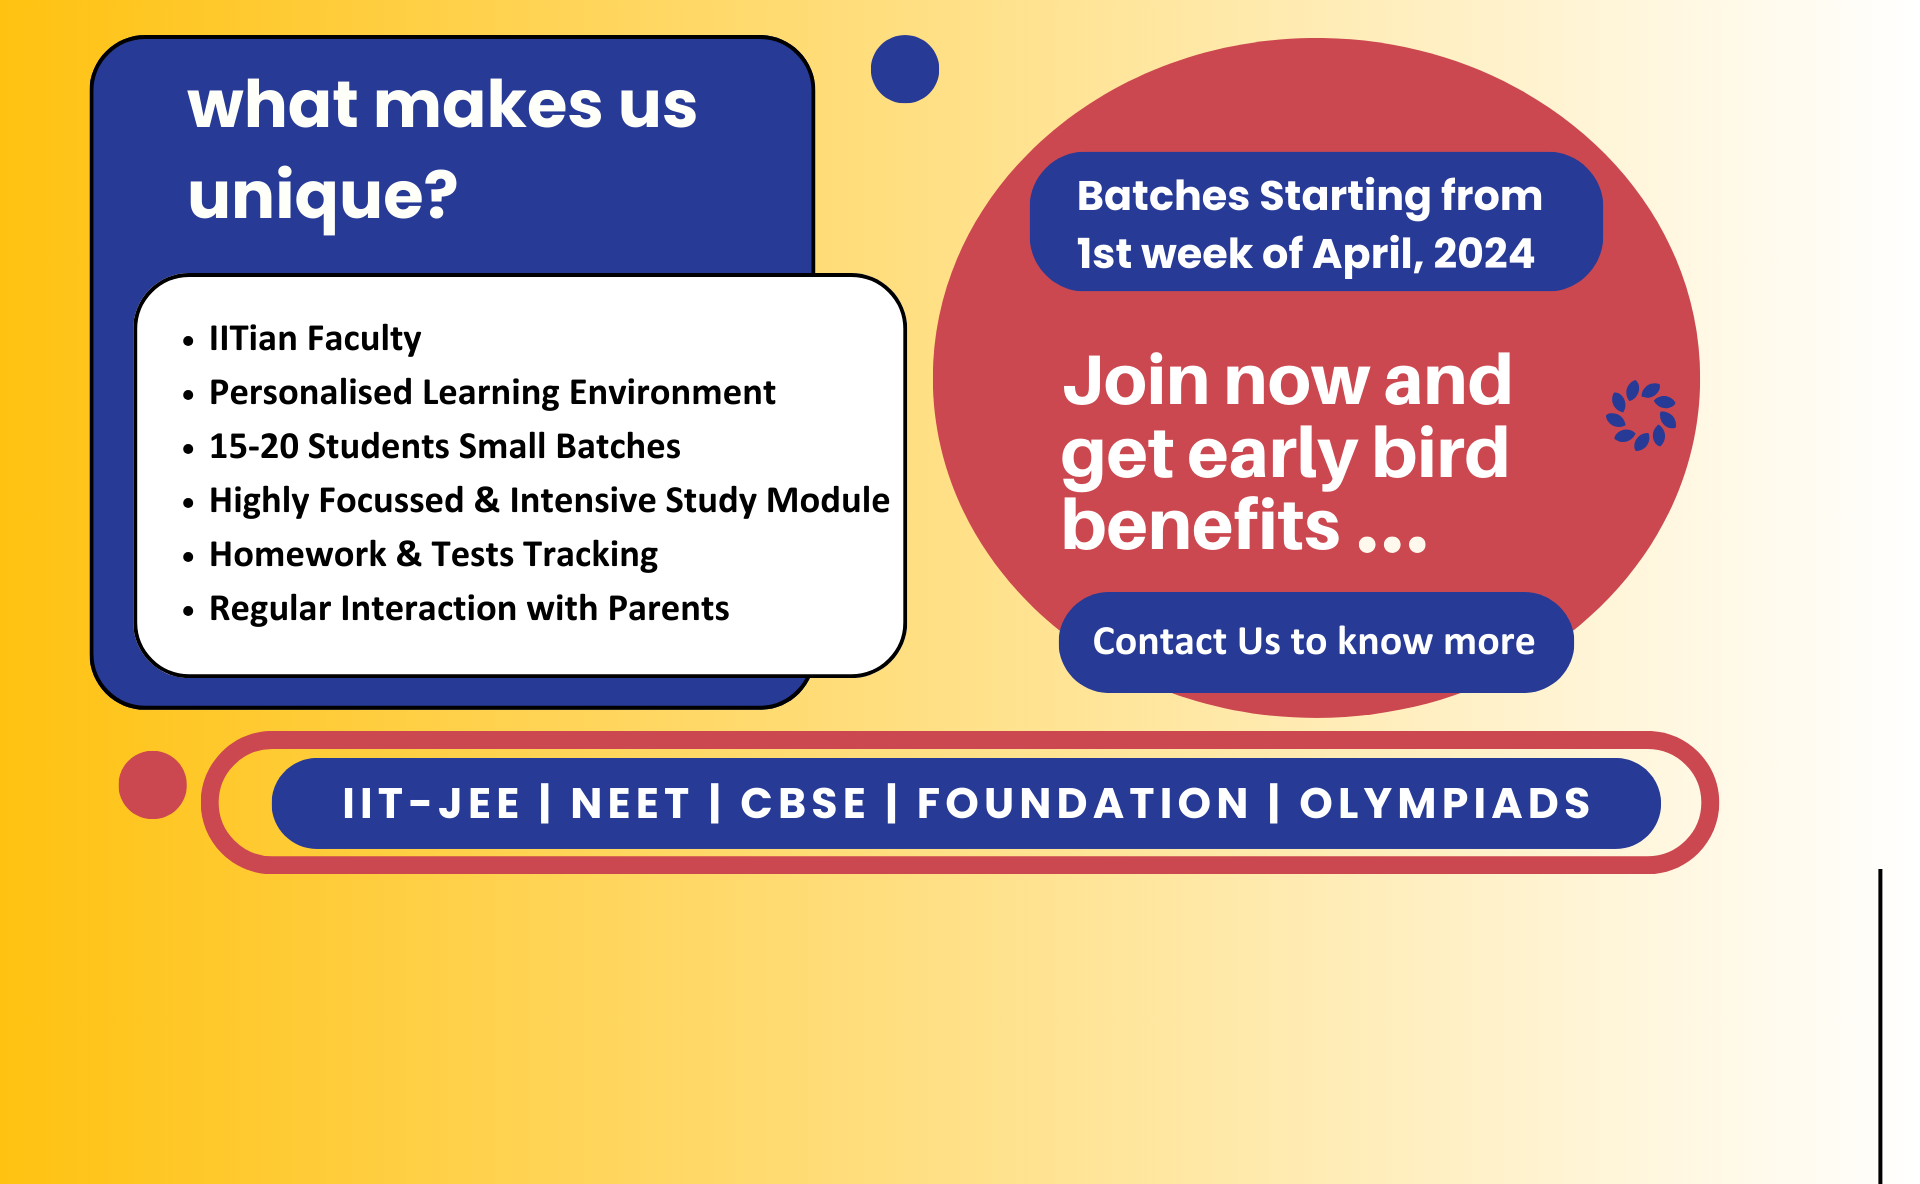 what makes us
unique?
• IITian Faculty
• Personalised Learning Environment
• 15-20 Students Small Batches
• Highly Focussed & Intensive Study Module
• Homework & Tests Tracking
• Regular Interaction with Parents
Batches Starting from
1st week of April, 2024
Join now and
get early bird
benefits ...
Contact Us to know more
IIT-JEE | NEET | CBSE | FOUNDATION | OLYMPIADS